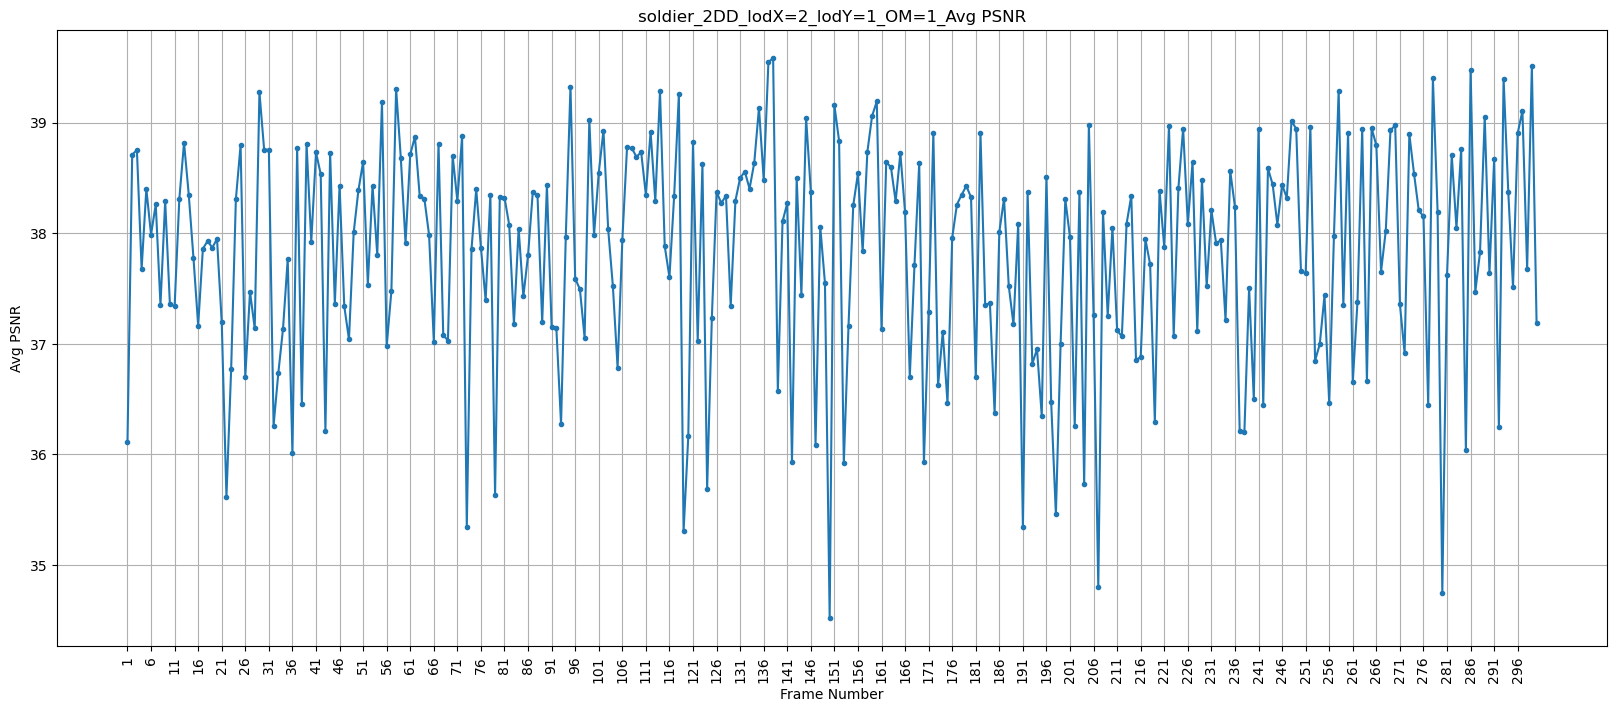 soldier_2DD_lodX=2_lodY=1_OM=1_Avg PSNR
Avg PSNR
39
38
37
36
35
1 6 11 16 21 26 31 36 41 46 51 56 61 66 71 76 81 86 91 96 101 106 111 116 121 126 131 136 141 146 151 156 161 166 171 176 181 186 191 196 201 206 211 216 221 226 231 236 241 246 251 256 261 266 271 276 281 286 291 296
Frame Number